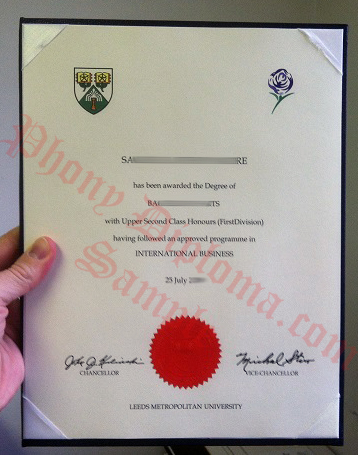 SA RE
has been awarded the Degree of
BA TS
with Upper Second Class Honours (FirstDivision)
having followed an approved programme in
INTERNATIONAL BUSINESS
25 July
CHANCELLOR VICE-CHANCELLOR
LEEDS METROPOLITAN UNIVERSITY
Phony Diploma.com
Sample